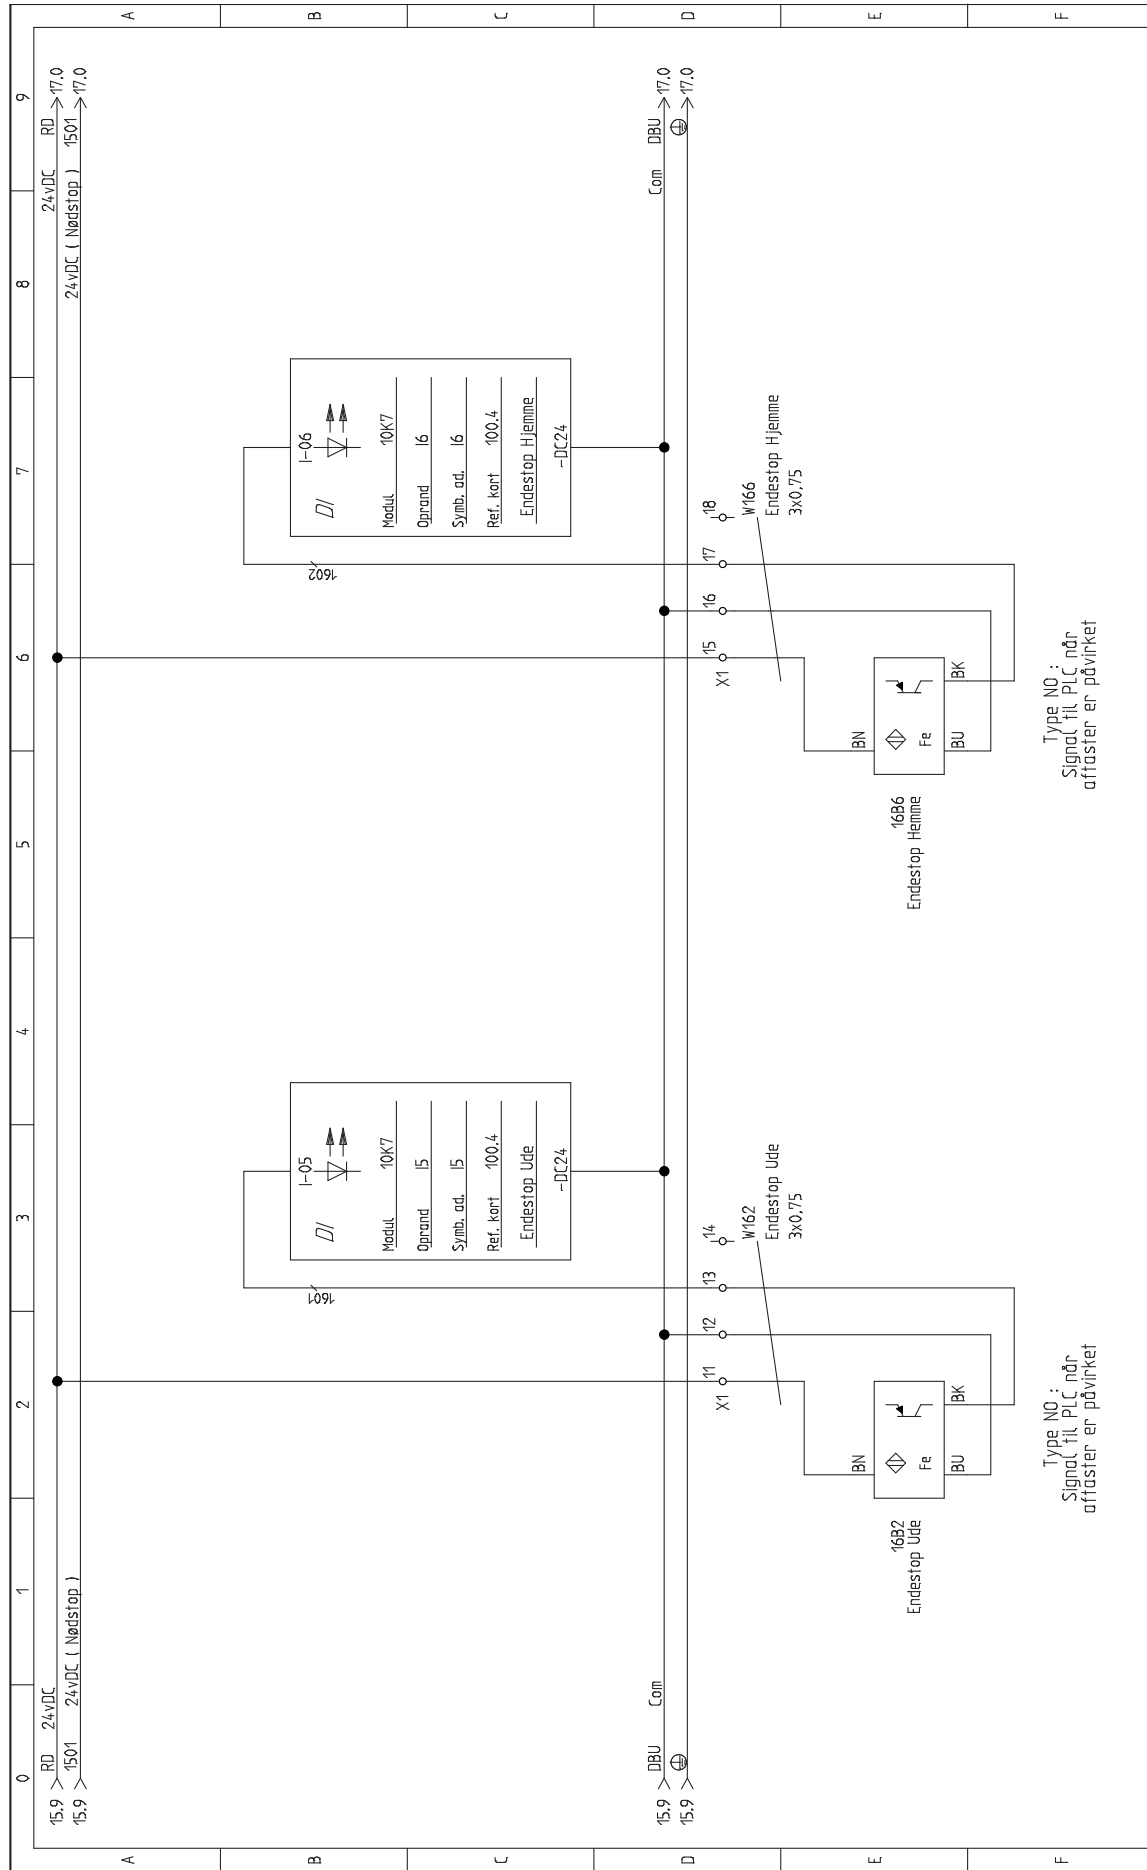 0 1 2 3 4 5 6 7 8 9
A
B
C
D
E
F
A
B
C
D
E
F
15.9
RD
24vDC
24vDC
RD
17.0
15.9
1501
24vDC ( Nødstop )
24vDC ( Nødstop )
1501
17.0
I-05
DI
1601
Modul 10K7
Oprand I5
Symb. ad. I5
Ref. kort 100.4
Endestop Ude
-DC24
I-06
DI
1602
Modul 10K7
Oprand I6
Symb. ad. I6
Ref. kort 100.4
Endestop Hjemme
-DC24
15.9
DBU
Com
Com
DBU
17.0
15.9
17.0
X1
11
12
13
14
W162
Endestop Ude
3x0,75
X1
15
16
17
18
W166
Endestop Hjemme
3x0,75
BN
Fe
BU
BK
16B2
Endestop Ude
BN
Fe
BU
BK
16B6
Endestop Hemme
Type NO :
Signal til PLC når
aftaster er påvirket
Type NO :
Signal til PLC når
aftaster er påvirket